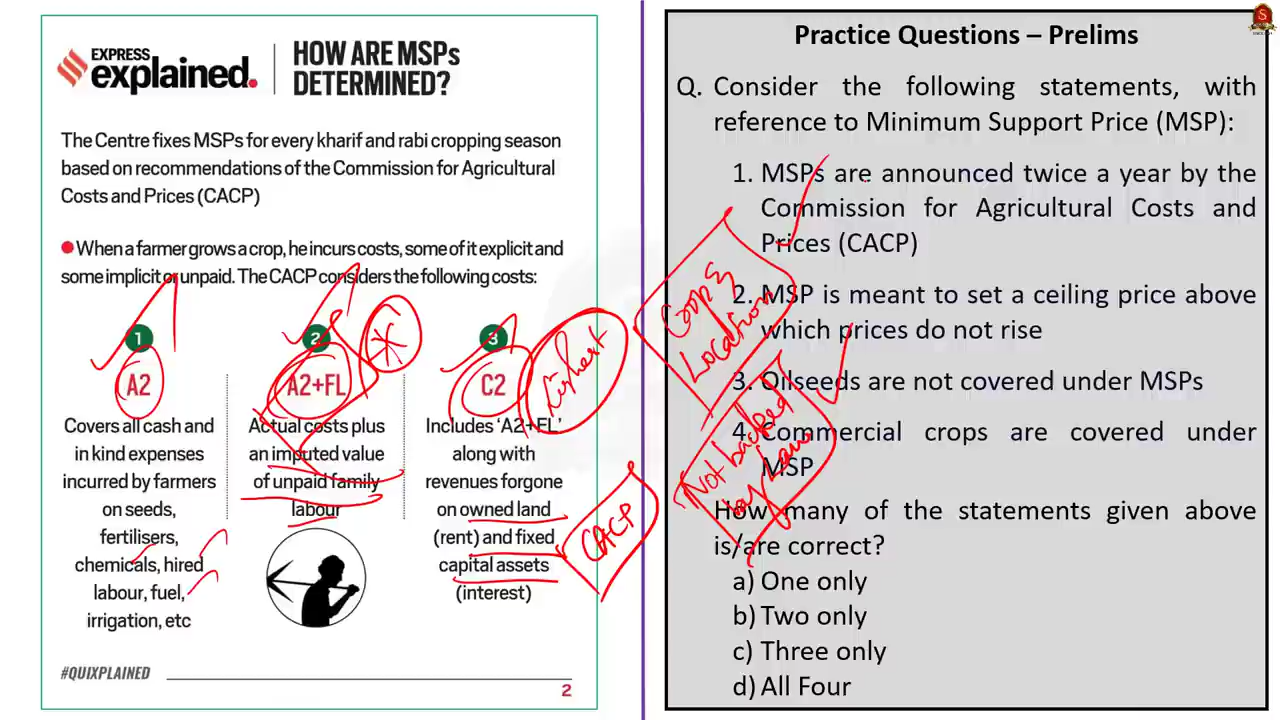 EXPRESS
explained.
HOW ARE MSPs
DETERMINED?
The Centre fixes MSPs for every kharif and rabi cropping season
based on recommendations of the Commission for Agricultural
Costs and Prices (CACP)
When a farmer grows a crop, he incurs costs, some of it explicit and
some implicit or unpaid. The CACP considers the following costs:
1
A2
Covers all cash and
in kind expenses
incurred by farmers
on seeds,
fertilisers,
chemicals, hired
labour, fuel,
irrigation, etc
2
A2+FL
Actual costs plus
an imputed value
of unpaid family
labour
3
C2
Includes ‘A2+FL’
along with
revenues forgone
on owned land
(rent) and fixed
capital assets
(interest)
Highest
CACP
#QUIXPLAINED
2
Crops
Location
Not backed
by Law
Practice Questions – Prelims
Q. Consider the following statements, with
reference to Minimum Support Price (MSP):
1. MSPs are announced twice a year by the
Commission for Agricultural Costs and
Prices (CACP)
2. MSP is meant to set a ceiling price above
which prices do not rise
3. Oilseeds are not covered under MSPs
4. Commercial crops are covered under
MSP
How many of the statements given above
is/are correct?
a) One only
b) Two only
c) Three only
d) All Four